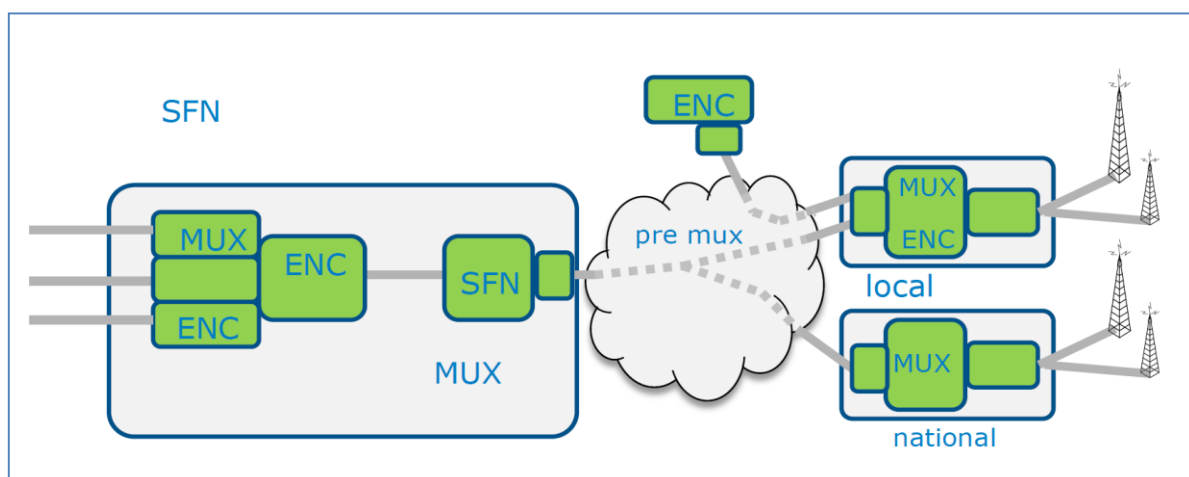 SFN
MUX
ENC
ENC
SFN
MUX
ENC
pre mux
MUX
ENC
local
MUX
national